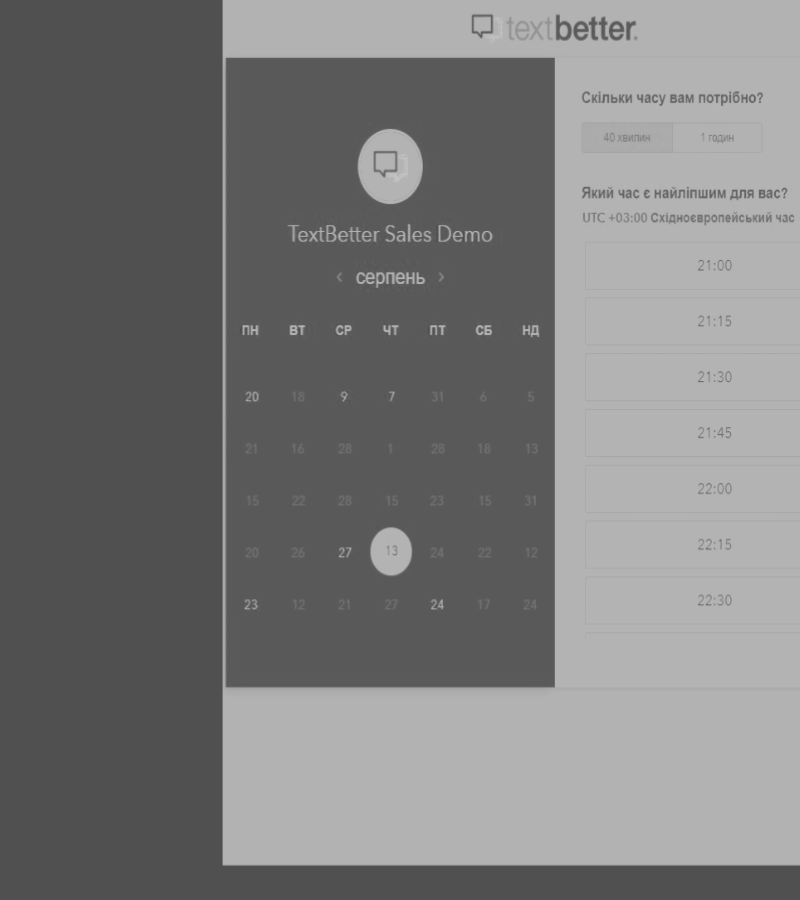 textbetter.
TextBetter Sales Demo
‹ серпень ›
ПН ВТ СР ЧТ ПТ СБ НД
20 18 9 7 31 6 5
21 16 28 1 28 18 13
15 22 28 15 23 15 31
20 26 27 13 24 22 12
23 12 21 27 24 17 24
Скільки часу вам потрібно?
40 хвилин 1 годин
Який час є найліпшим для вас?
UTC +03:00 Східноєвропейський час
21:00
21:15
21:30
21:45
22:00
22:15
22:30